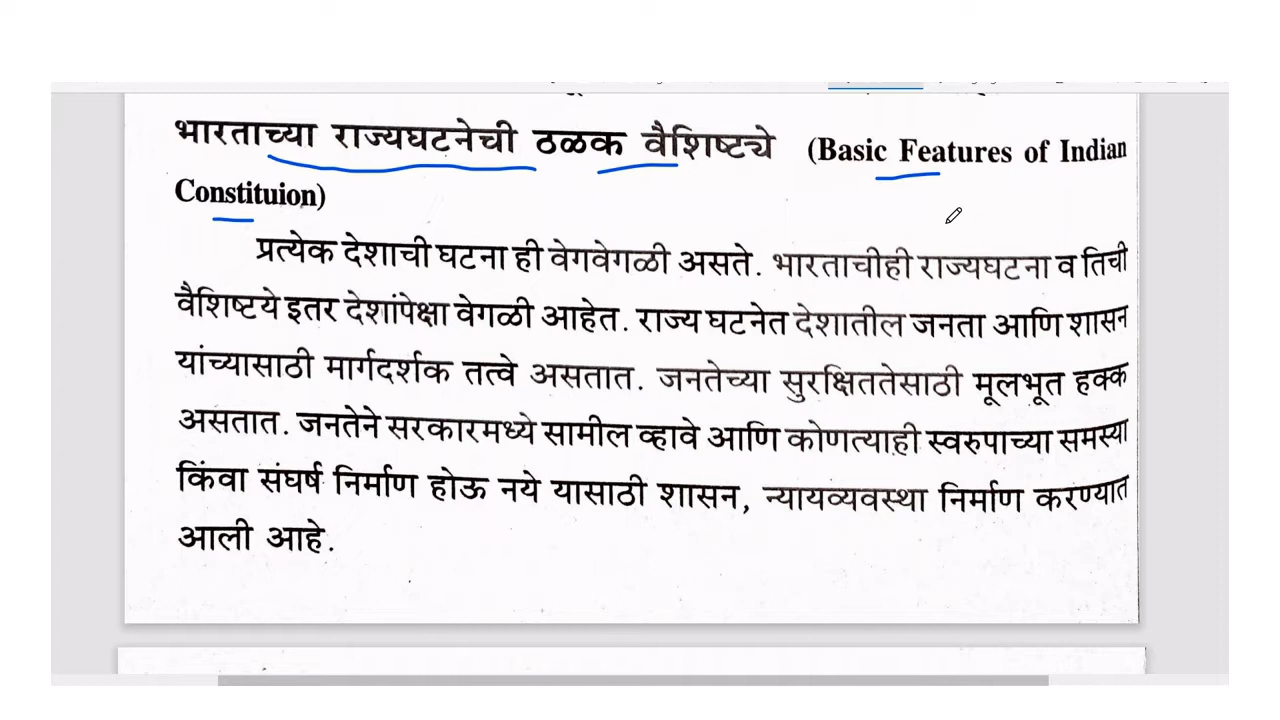 भारताच्या राज्यघटनेची ठळक वैशिष्ट्ये (Basic Features of Indian
Constituion)
प्रत्येक देशाची घटना ही वेगवेगळी असते. भारताचीही राज्यघटना व तिची
वैशिष्टये इतर देशांपेक्षा वेगळी आहेत. राज्य घटनेत देशातील जनता आणि शासन
यांच्यासाठी मार्गदर्शक तत्वे असतात. जनतेच्या सुरक्षिततेसाठी मूलभूत हक्क
असतात. जनतेने सरकारमध्ये सामील व्हावे आणि कोणत्याही स्वरुपाच्या समस्या
किंवा संघर्ष निर्माण होऊ नये यासाठी शासन, न्यायव्यवस्था निर्माण करण्यात
आली आहे.